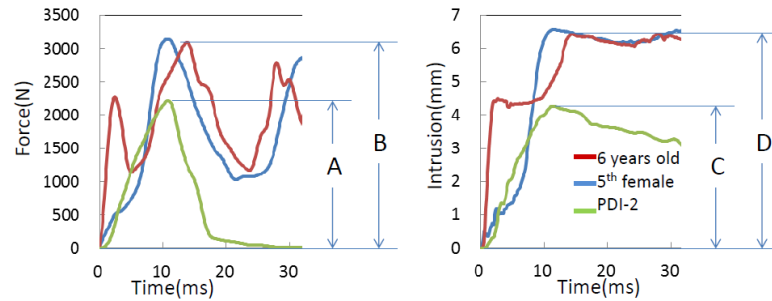 3500
3000
2500
2000
1500
1000
500
0
Force(N)
0 10 20 30
Time(ms)
A
B
7
6
5
4
3
2
1
0
Intrusion(mm)
0 10 20 30
Time(ms)
6 years old
5th female
PDI-2
C
D